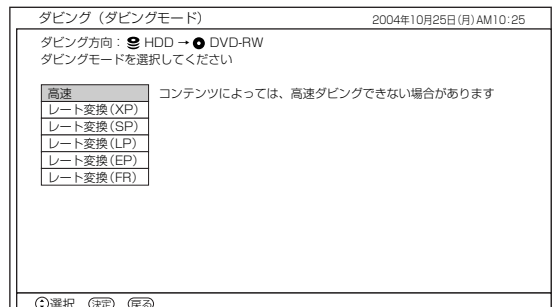 ダビング（ダビングモード） 2004年10月25日(月)AM10:25
ダビング方向： HDD → DVD-RW
ダビングモードを選択してください
高速 コンテンツによっては、高速ダビングできない場合があります
レート変換(XP)
レート変換(SP)
レート変換(LP)
レート変換(EP)
レート変換(FR)
選択 決定 戻る